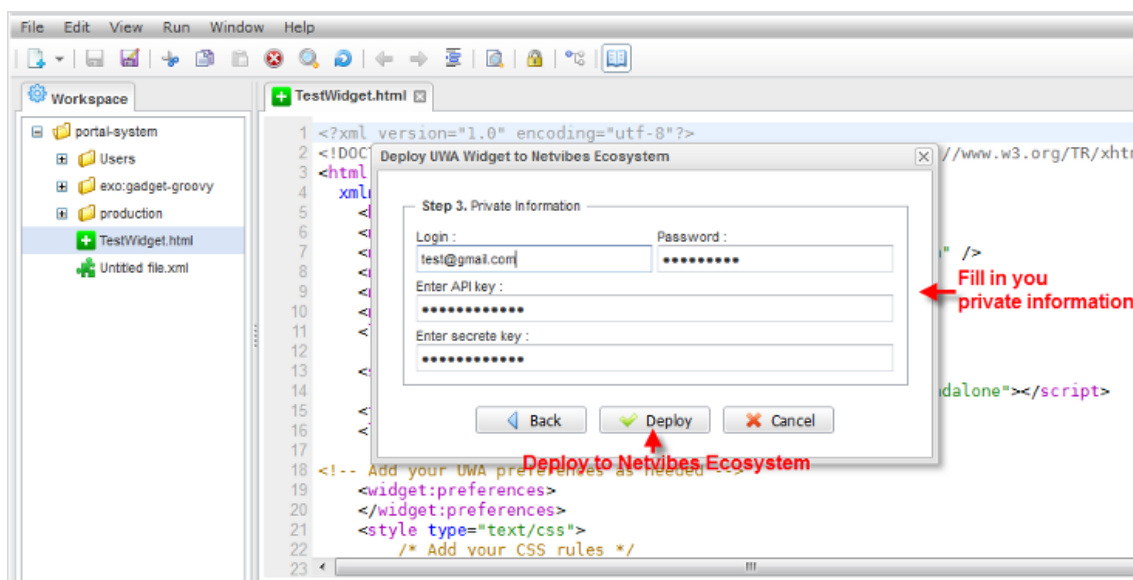 File Edit View Run Window Help
Workspace
TestWidget.html
portal-system
Users
exo:gadget-groovy
production
TestWidget.html
Untitled file.xml
1 <?xml version="1.0" encoding="utf-8"?>
2 <!DOC
//www.w3.org/TR/xht
3 <html
4 xml
5 <
6 <
7 <
" />
8 <
9 <
10 <
11 <
12
13 <
14
dalone"></script>
15 <
16 <
17
18 <!-- Add your UWA preferences as needed -->
19 <widget:preferences>
20 </widget:preferences>
21 <style type="text/css">
22 /* Add your CSS rules */
23
Deploy UWA Widget to Netvibes Ecosystem
Step 3. Private Information
Login :
Password :
test@gmail.com
•••••••••
Enter API key :
••••••••••••
Enter secrete key :
••••••••••••
Back
Deploy
Cancel
Fill in you
private information
Deploy to Netvibes Ecosystem